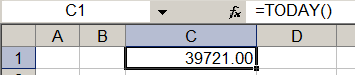 C1 fx =TODAY()
A B C D
1 39721.00